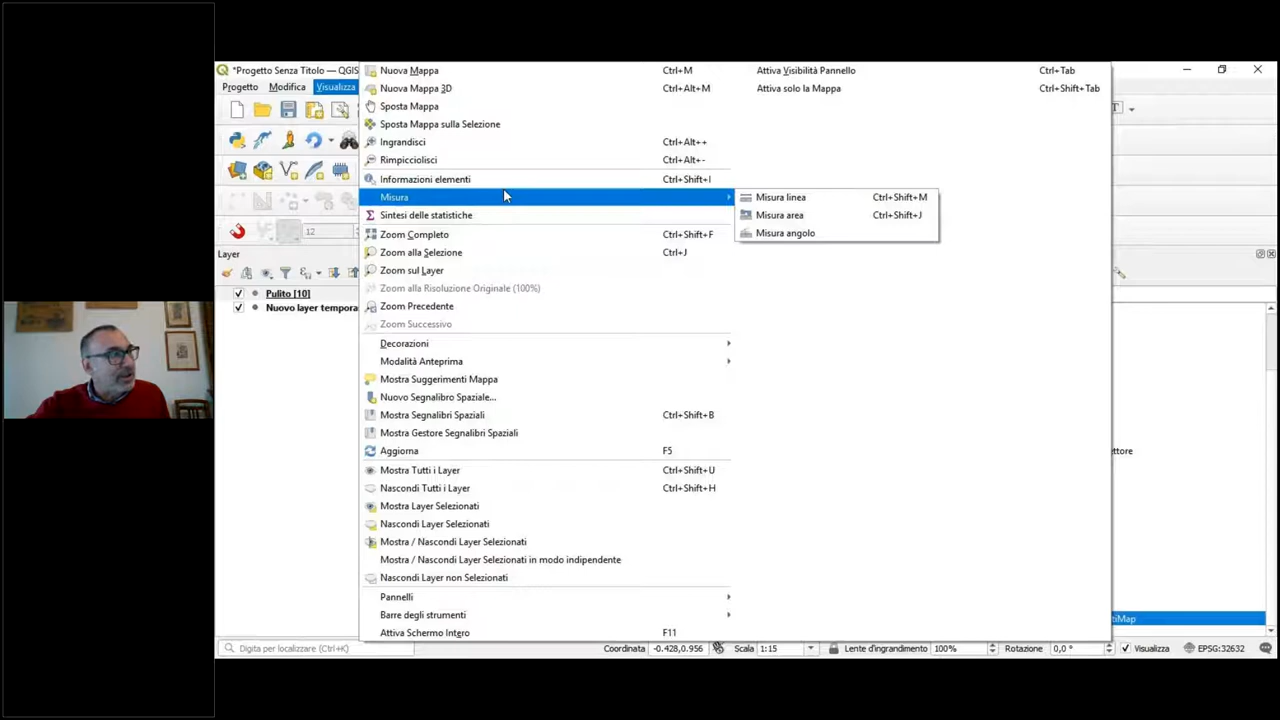 *Progetto Senza Titolo — QGIS
Progetto Modifica Visualizza
Nuova Mappa Ctrl+M Attiva Visibilità Pannello Ctrl+Tab
Nuova Mappa 3D Ctrl+Alt+M Attiva solo la Mappa Ctrl+Shift+Tab
Sposta Mappa
Sposta Mappa sulla Selezione
Ingrandisci Ctrl+Alt++
Rimpicciolisci Ctrl+Alt+-
Informazioni elementi Ctrl+Shift+I
Misura
Misura linea Ctrl+Shift+M
Misura area Ctrl+Shift+J
Misura angolo
Sintesi delle statistiche
Zoom Completo Ctrl+Shift+F
Zoom alla Selezione Ctrl+J
Zoom sul Layer
Zoom alla Risoluzione Originale (100%)
Zoom Precedente
Zoom Successivo
Decorazioni
Modalità Anteprima
Mostra Suggerimenti Mappa
Nuovo Segnalibro Spaziale...
Mostra Segnalibri Spaziali Ctrl+Shift+B
Mostra Gestore Segnalibri Spaziali
Aggiorna F5
Mostra Tutti i Layer Ctrl+Shift+U
Nascondi Tutti i Layer Ctrl+Shift+H
Mostra Layer Selezionati
Nascondi Layer Selezionati
Mostra / Nascondi Layer Selezionati
Mostra / Nascondi Layer Selezionati in modo indipendente
Nascondi Layer non Selezionati
Pannelli
Barre degli strumenti
Attiva Schermo Intero F11
12
Layer
Pulito [10]
Nuovo layer tempora
ettore
tiMap
Digita per localizzare (Ctrl+K) Coordinata -0.428,0.956 Scala 1:15 Lente d'ingrandimento 100% Rotazione 0,0 ° Visualizza EPSG:32632